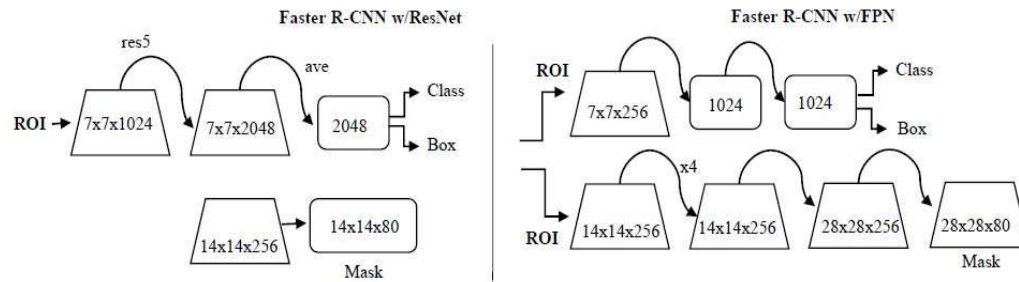 Faster R-CNN w/ResNet
res5
ave
ROI
7x7x1024
7x7x2048
2048
Class
Box
14x14x256
14x14x80
Mask
Faster R-CNN w/FPN
ROI
7x7x256
1024
1024
Class
Box
x4
ROI
14x14x256
14x14x256
28x28x256
28x28x80
Mask